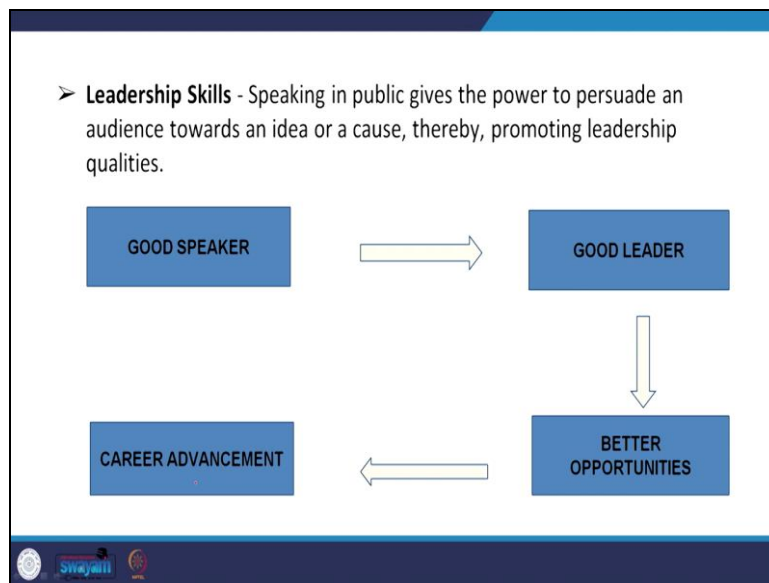 ➢ Leadership Skills - Speaking in public gives the power to persuade an
audience towards an idea or a cause, thereby, promoting leadership
qualities.
GOOD SPEAKER
GOOD LEADER
BETTER
OPPORTUNITIES
CAREER ADVANCEMENT
swayam